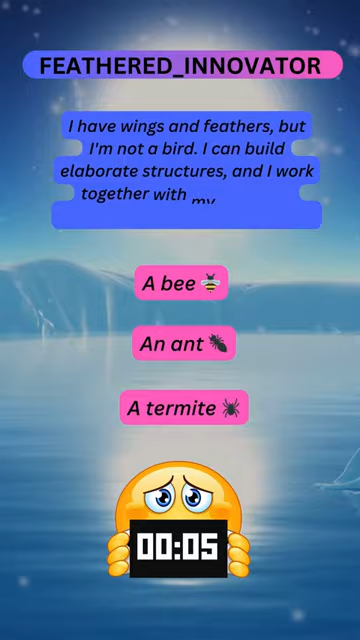 FEATHERED_INNOVATOR
I have wings and feathers, but
I'm not a bird. I can build
elaborate structures, and I work
together with my
A bee 🐝
An ant 🐜
A termite 🕷
00:05